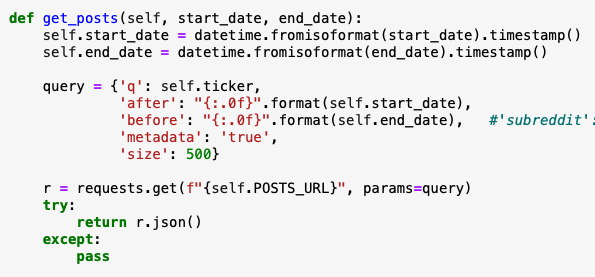 def get_posts(self, start_date, end_date):
    self.start_date = datetime.fromisoformat(start_date).timestamp()
    self.end_date = datetime.fromisoformat(end_date).timestamp()

    query = {'q': self.ticker,
             'after': "{:.0f}".format(self.start_date),
             'before': "{:.0f}".format(self.end_date),   #'subreddit':
             'metadata': 'true',
             'size': 500}

    r = requests.get(f"{self.POSTS_URL}", params=query)
    try:
        return r.json()
    except:
        pass